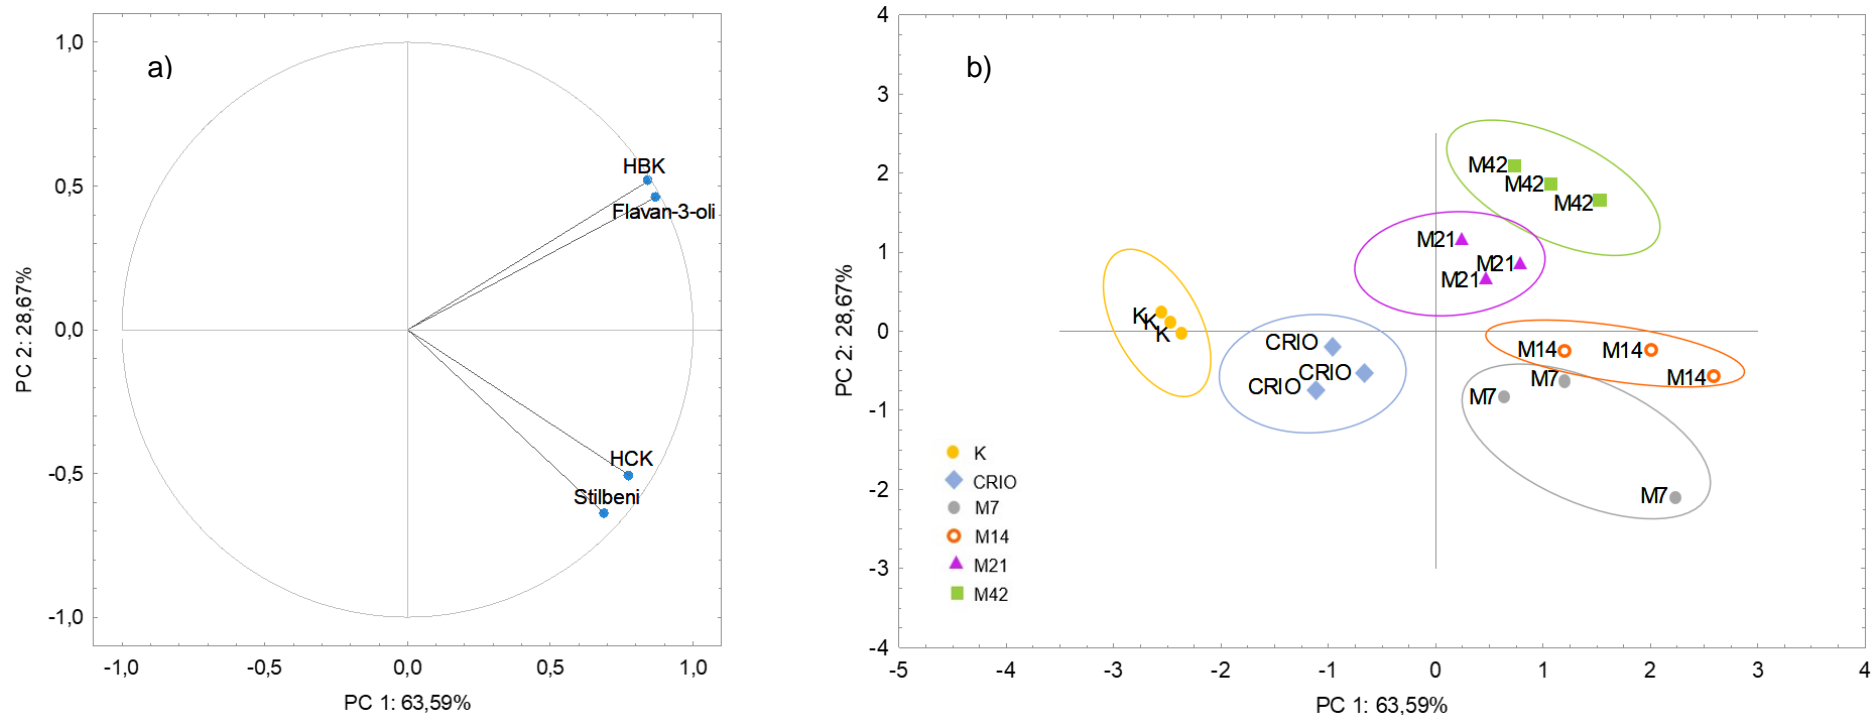 a)
1,0
0,5
0,0
-0,5
-1,0
-1,0
-0,5
0,0
0,5
1,0
PC 2: 28,67%
PC 1: 63,59%
HBK
Flavan-3-oli
HCK
Stilbeni
b)
4
3
2
1
0
-1
-2
-3
-4
-5
-4
-3
-2
-1
0
1
2
3
4
PC 2: 28,67%
PC 1: 63,59%
M42
M42
M42
M21
M21
M21
K
K
K
CRIO
CRIO
CRIO
M14
M14
M14
M7
M7
M7
K
CRIO
M7
M14
M21
M42